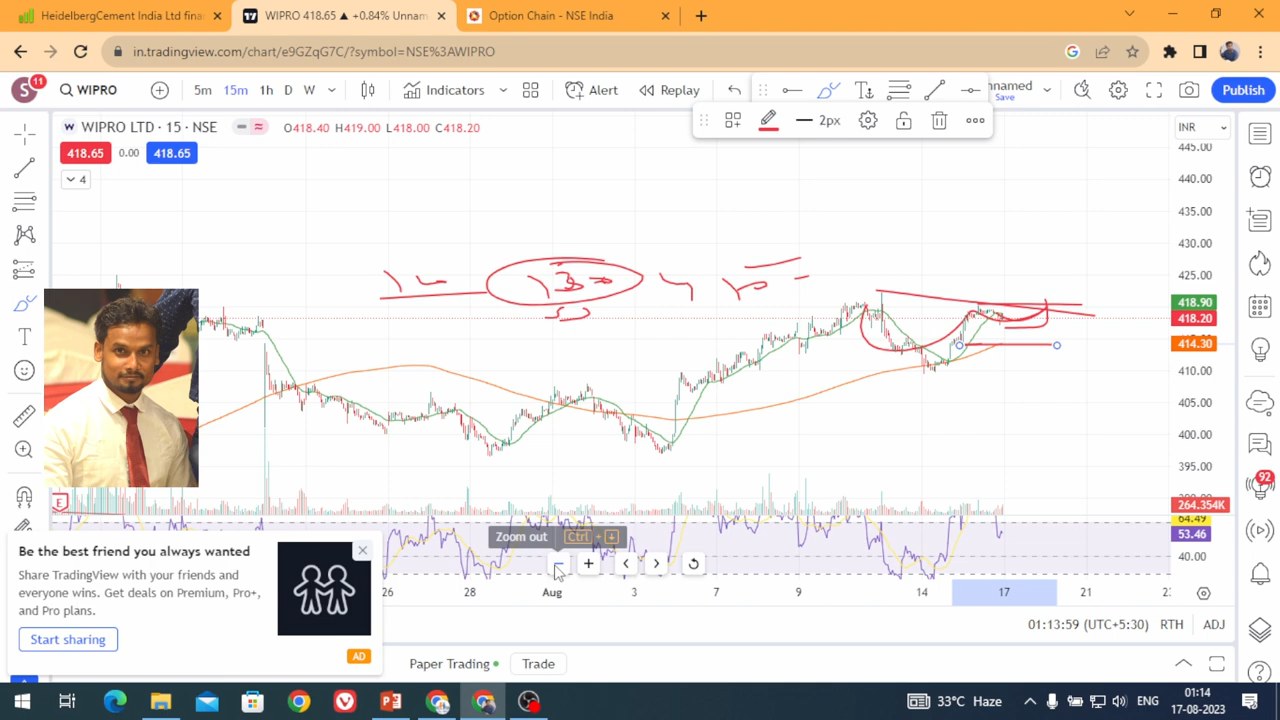 HeidelbergCement India Ltd finan
WIPRO 418.65 ▲ +0.84% Unnam
Option Chain - NSE India
in.tradingview.com/chart/e9GZqG7C/?symbol=NSE%3AWIPRO
S 11 WIPRO 5m 15m 1h D W Indicators Alert Replay nnamed Save Publish
2px
W WIPRO LTD · 15 · NSE O418.40 H419.00 L418.00 C418.20 INR
418.65 0.00 418.65
4
445.00
440.00
435.00
430.00
425.00
418.90
418.20
414.30
410.00
405.00
400.00
395.00
264.354K
64.49
53.46
40.00
92
E
Zoom out Ctrl +
26 28 Aug 3 7 9 14 17 21
Be the best friend you always wanted
Share TradingView with your friends and
everyone wins. Get deals on Premium, Pro+,
and Pro plans.
Start sharing
AD
01:13:59 (UTC+5:30) RTH ADJ
Paper Trading Trade
33°C Haze ENG 01:14
17-08-2023